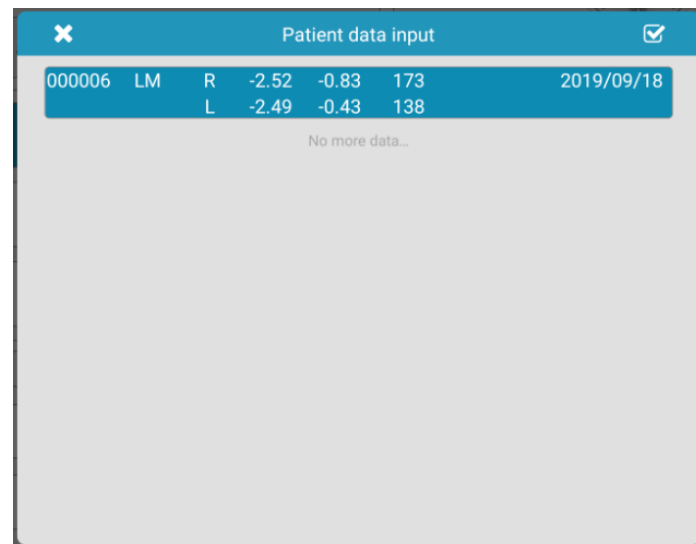 Patient data input
000006 LM R -2.52 -0.83 173 2019/09/18
L -2.49 -0.43 138
No more data...